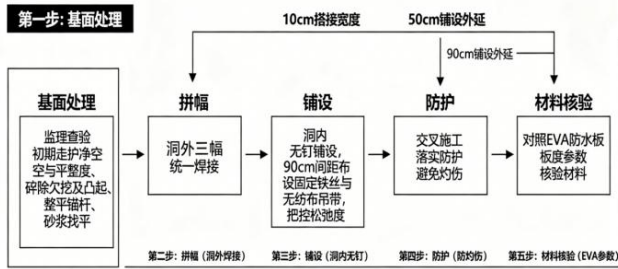 第一步: 基面处理
10cm搭接宽度
50cm铺设外延
90cm铺设外延
基面处理
监理查验
初期走护净空
空与平整度、
碎除欠挖及凸起、
整平锚杆、
砂浆找平
拼幅
洞外三幅
统一焊接
铺设
洞内
无钉铺设，
90cm间距布
设固定铁丝与
无纺布吊带，
把控松弛度
防护
交叉施工
落实防护
避免灼伤
材料核验
对照EVA防水板
板度参数
核验材料
第二步：拼幅（洞外焊接）
第三步：铺设（洞内无钉）
第四步：防护（防灼伤）
第五步：材料核验（EVA参数）